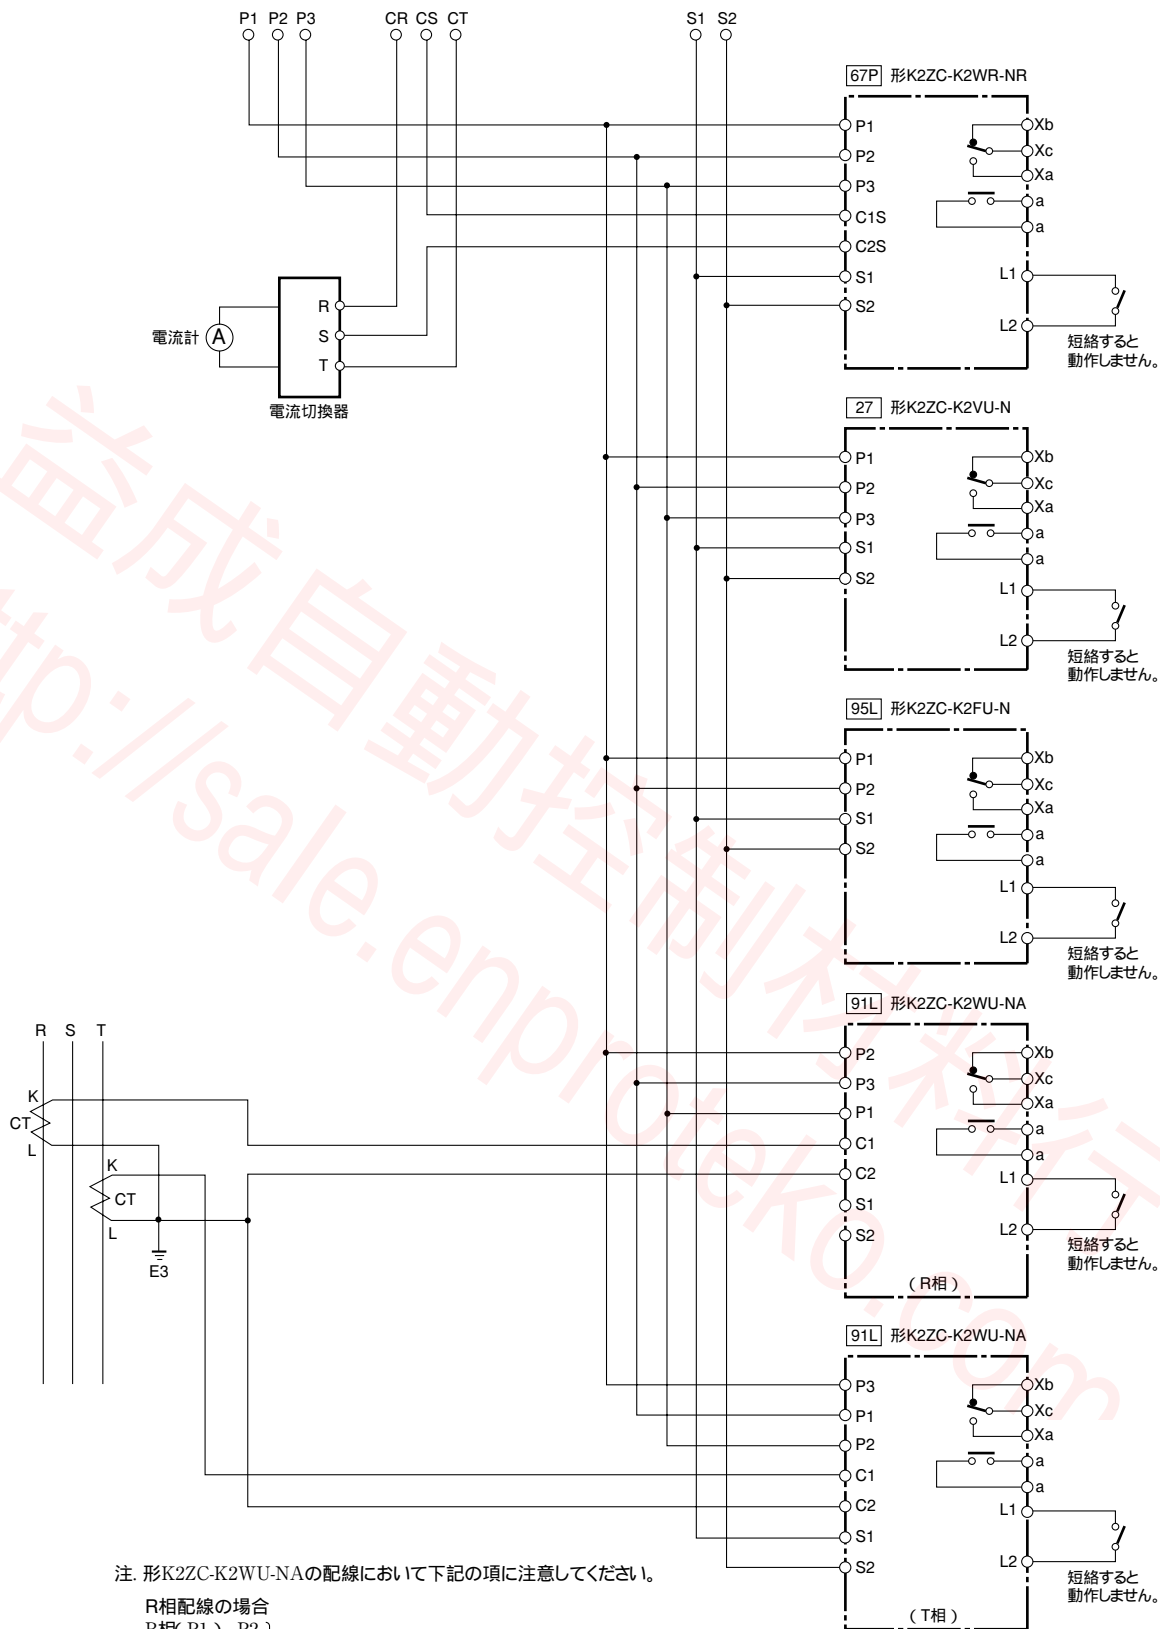 P1 P2 P3 CR CS CT S1 S2
67P 形K2ZC-K2WR-NR
P1
P2
P3
C1S
C2S
S1
S2
Xb
Xc
Xa
a
a
L1
L2
短絡すると
動作しません。
電流計
A
R
S
T
電流切換器
27 形K2ZC-K2VU-N
P1
P2
P3
S1
S2
Xb
Xc
Xa
a
a
L1
L2
短絡すると
動作しません。
95L 形K2ZC-K2FU-N
P1
P2
S1
S2
Xb
Xc
Xa
a
a
L1
L2
短絡すると
動作しません。
91L 形K2ZC-K2WU-NA
P2
P3
P1
C1
C2
S1
S2
Xb
Xc
Xa
a
a
L1
L2
短絡すると
動作しません。
(R相)
R S T
K
CT
L
K
CT
L
E3
91L 形K2ZC-K2WU-NA
P3
P1
P2
C1
C2
S1
S2
Xb
Xc
Xa
a
a
L1
L2
短絡すると
動作しません。
(T相)
注. 形K2ZC-K2WU-NAの配線において下記の項に注意してください。
R相配線の場合
益成自動控制材料行
ttp://sale.enproteko.com